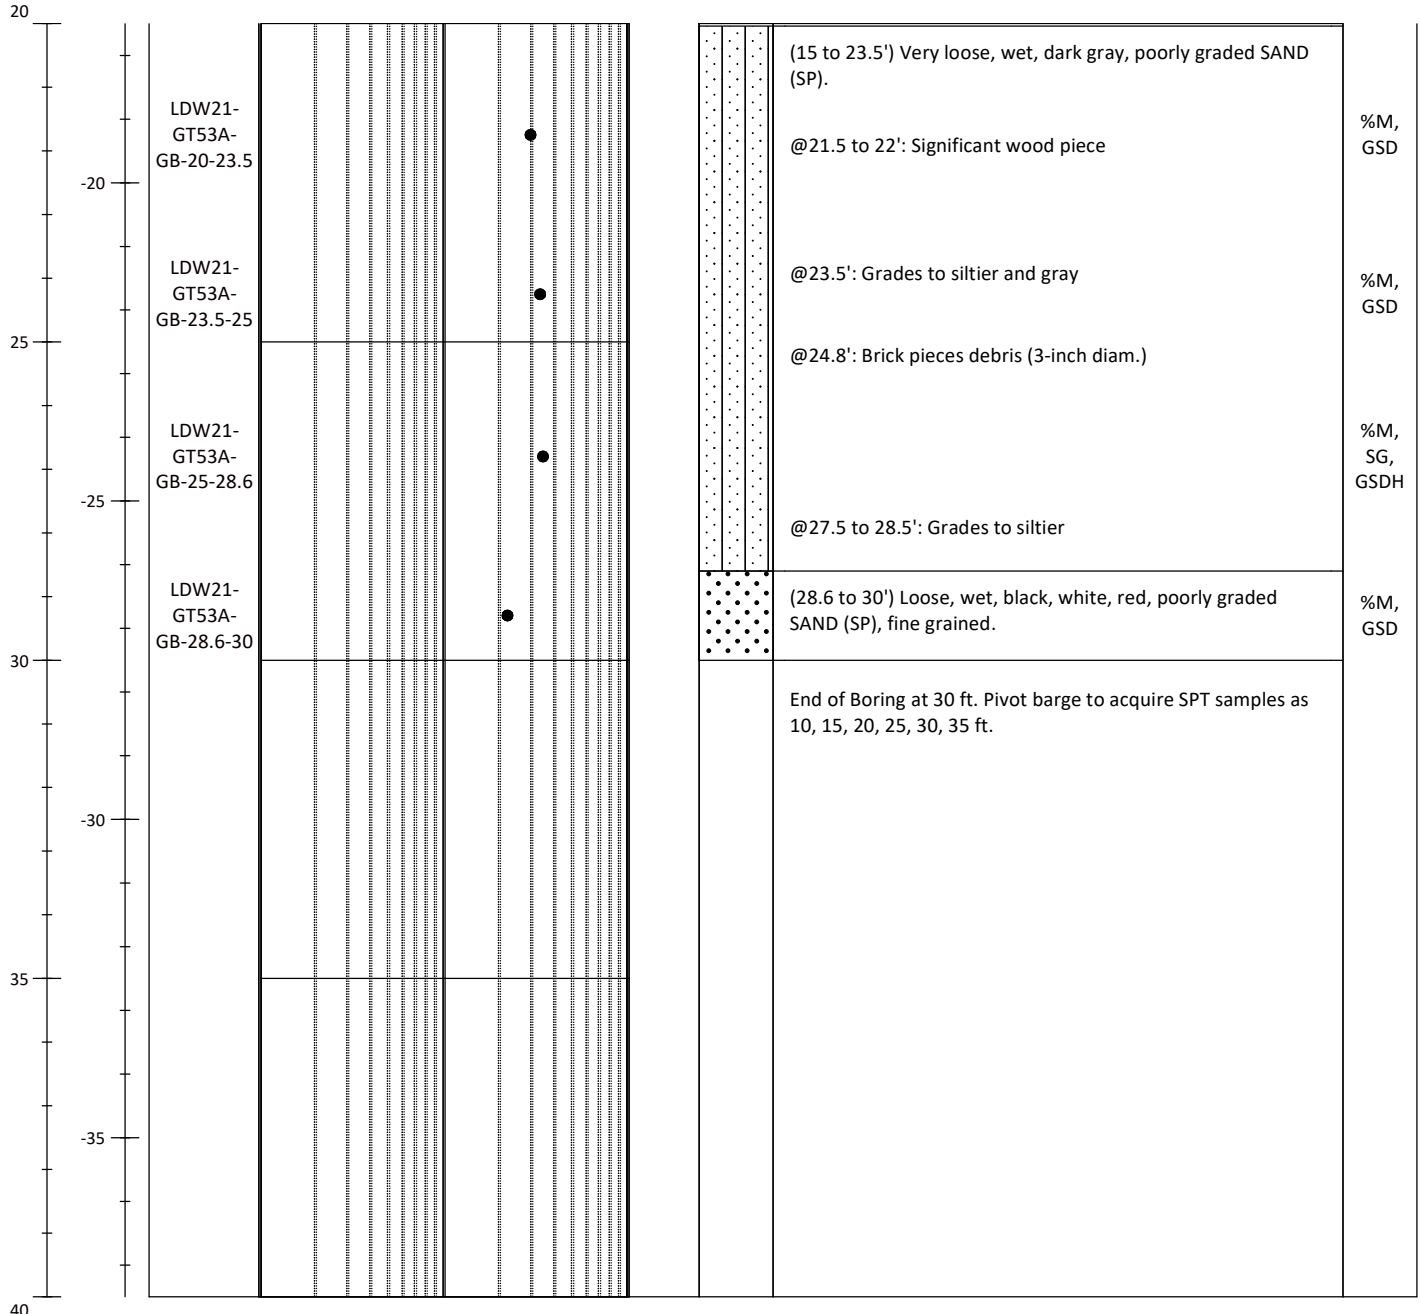 20
(15 to 23.5') Very loose, wet, dark gray, poorly graded SAND
(SP).
LDW21-
GT53A-
GB-20-23.5
@21.5 to 22': Significant wood piece
%M,
GSD
-20
LDW21-
GT53A-
GB-23.5-25
@23.5': Grades to siltier and gray
%M,
GSD
25
@24.8': Brick pieces debris (3-inch diam.)
LDW21-
GT53A-
GB-25-28.6
%M,
SG,
GSDH
-25
@27.5 to 28.5': Grades to siltier
LDW21-
GT53A-
GB-28.6-30
(28.6 to 30') Loose, wet, black, white, red, poorly graded
SAND (SP), fine grained.
%M,
GSD
30
End of Boring at 30 ft. Pivot barge to acquire SPT samples as
10, 15, 20, 25, 30, 35 ft.
-30
35
-35
40